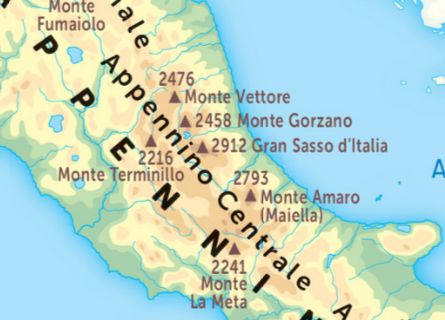 Monte
Fumaiolo
APPENNIN
Appennino Centrale
2476
Monte Vettore
2458 Monte Gorzano
2912 Gran Sasso d'Italia
2216
Monte Terminillo
2793
Monte Amaro
(Maiella)
2241
Monte
La Meta
A
A